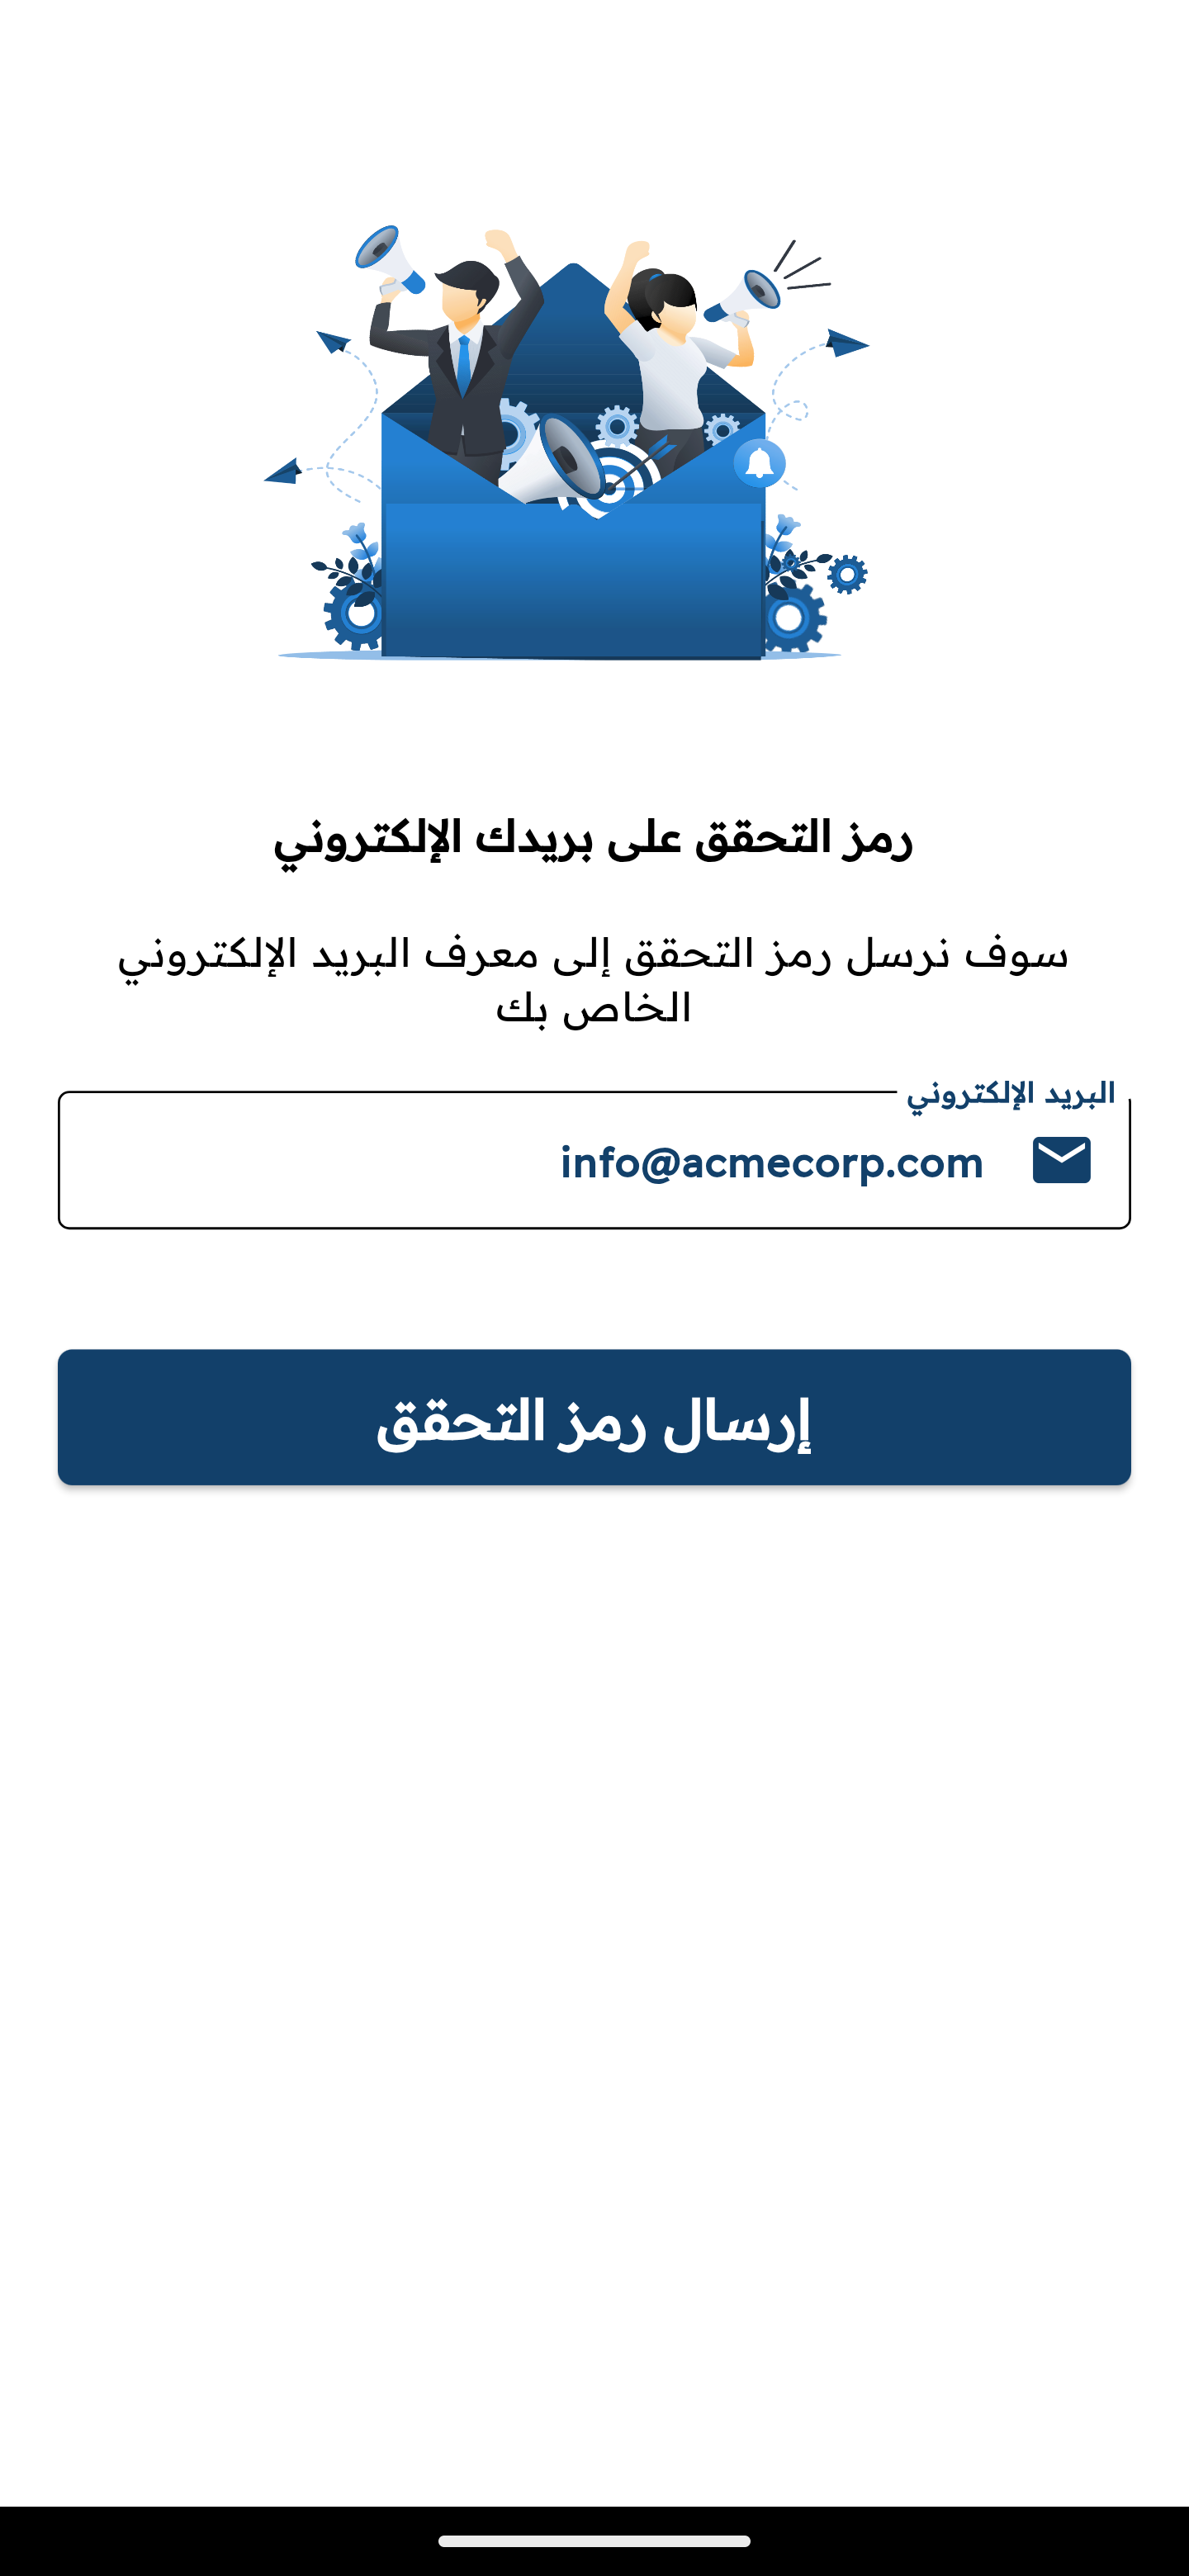 رمز التحقق على بريدك الإلكتروني
سوف نرسل رمز التحقق إلى معرف البريد الإلكتروني
الخاص بك
البريد الإلكتروني
info@acmecorp.com
إرسال رمز التحقق